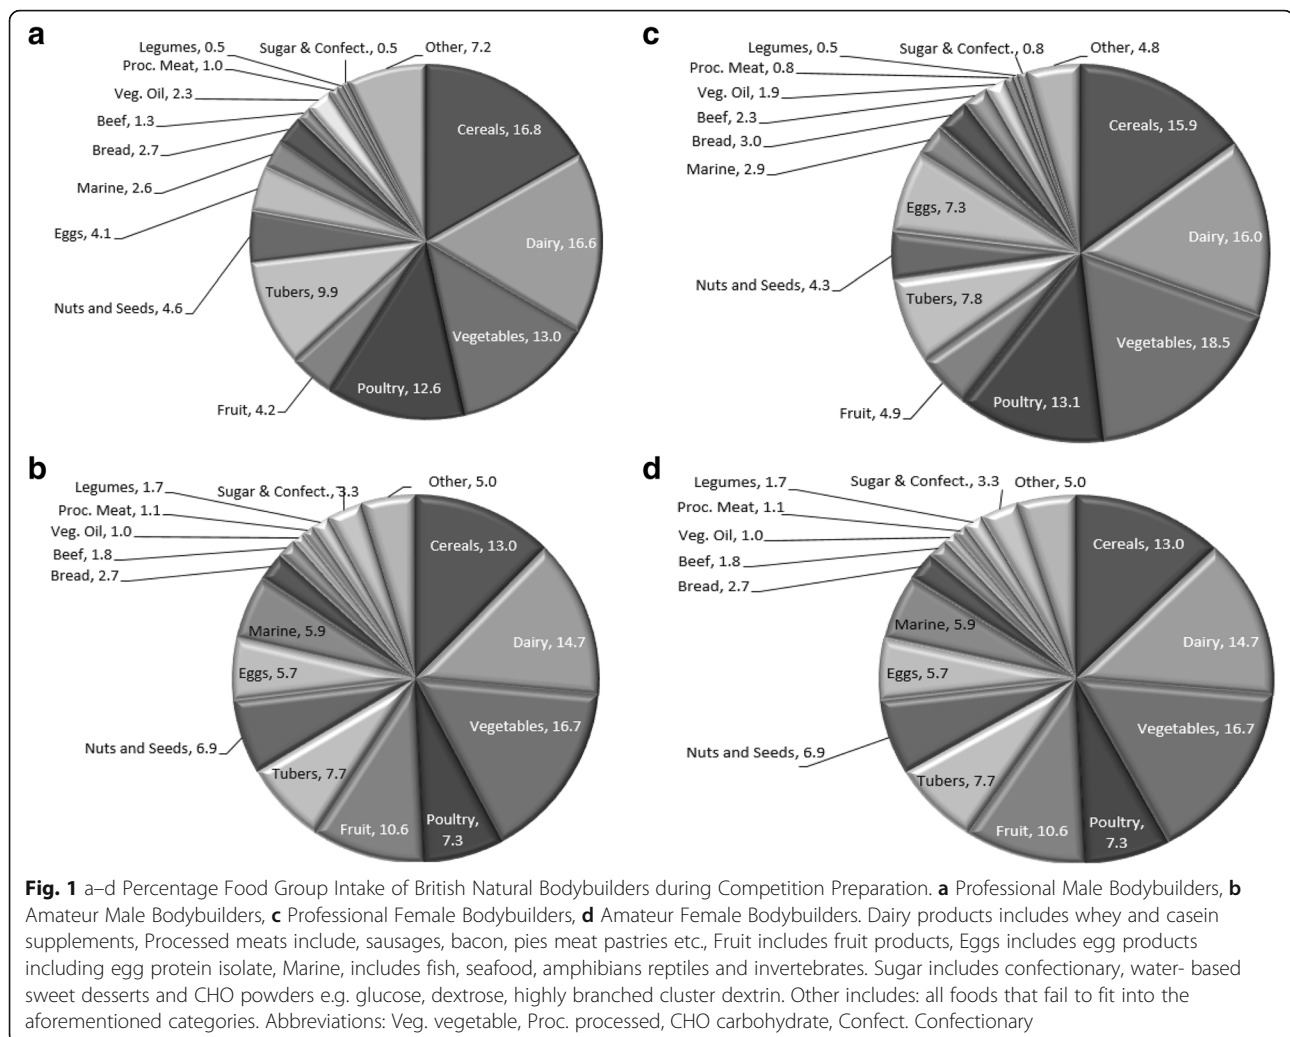 a
Legumes, 0.5
Sugar & Confect., 0.5
Other, 7.2
Proc. Meat, 1.0
Veg. Oil, 2.3
Beef, 1.3
Bread, 2.7
Marine, 2.6
Eggs, 4.1
Nuts and Seeds, 4.6
Tubers, 9.9
Fruit, 4.2
Poultry, 12.6
Vegetables, 13.0
Dairy, 16.6
Cereals, 16.8
c
Legumes, 0.5
Sugar & Confect., 0.8
Other, 4.8
Proc. Meat, 0.8
Veg. Oil, 1.9
Beef, 2.3
Bread, 3.0
Marine, 2.9
Eggs, 7.3
Nuts and Seeds, 4.3
Tubers, 7.8
Fruit, 4.9
Poultry, 13.1
Vegetables, 18.5
Dairy, 16.0
Cereals, 15.9
b
Legumes, 1.7
Sugar & Confect., 3.3
Other, 5.0
Proc. Meat, 1.1
Veg. Oil, 1.0
Beef, 1.8
Bread, 2.7
Marine, 5.9
Eggs, 5.7
Nuts and Seeds, 6.9
Tubers, 7.7
Fruit, 10.6
Poultry,
7.3
Vegetables, 16.7
Dairy, 14.7
Cereals, 13.0
d
Legumes, 1.7
Sugar & Confect., 3.3
Other, 5.0
Proc. Meat, 1.1
Veg. Oil, 1.0
Beef, 1.8
Bread, 2.7
Marine, 5.9
Eggs, 5.7
Nuts and Seeds, 6.9
Tubers, 7.7
Fruit, 10.6
Poultry,
7.3
Vegetables, 16.7
Dairy, 14.7
Cereals, 13.0
Fig. 1 a–d Percentage Food Group Intake of British Natural Bodybuilders during Competition Preparation. a Professional Male Bodybuilders, b
Amateur Male Bodybuilders, c Professional Female Bodybuilders, d Amateur Female Bodybuilders. Dairy products includes whey and casein
supplements, Processed meats include, sausages, bacon, pies meat pastries etc., Fruit includes fruit products, Eggs includes egg products
including egg protein isolate, Marine, includes fish, seafood, amphibians reptiles and invertebrates. Sugar includes confectionary, water- based
sweet desserts and CHO powders e.g. glucose, dextrose, highly branched cluster dextrin. Other includes: all foods that fail to fit into the
aforementioned categories. Abbreviations: Veg. vegetable, Proc. processed, CHO carbohydrate, Confect. Confectionary